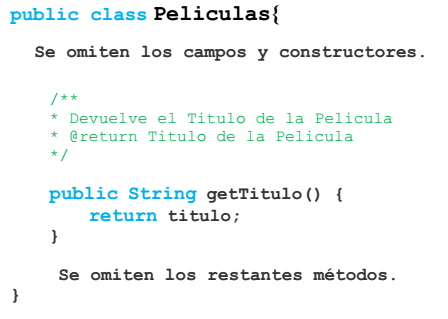 public class Peliculas{
Se omiten los campos y constructores.
/**
* Devuelve el Titulo de la Pelicula
* @return Titulo de la Pelicula
*/
public String getTitulo() {
return titulo;
}
Se omiten los restantes métodos.
}